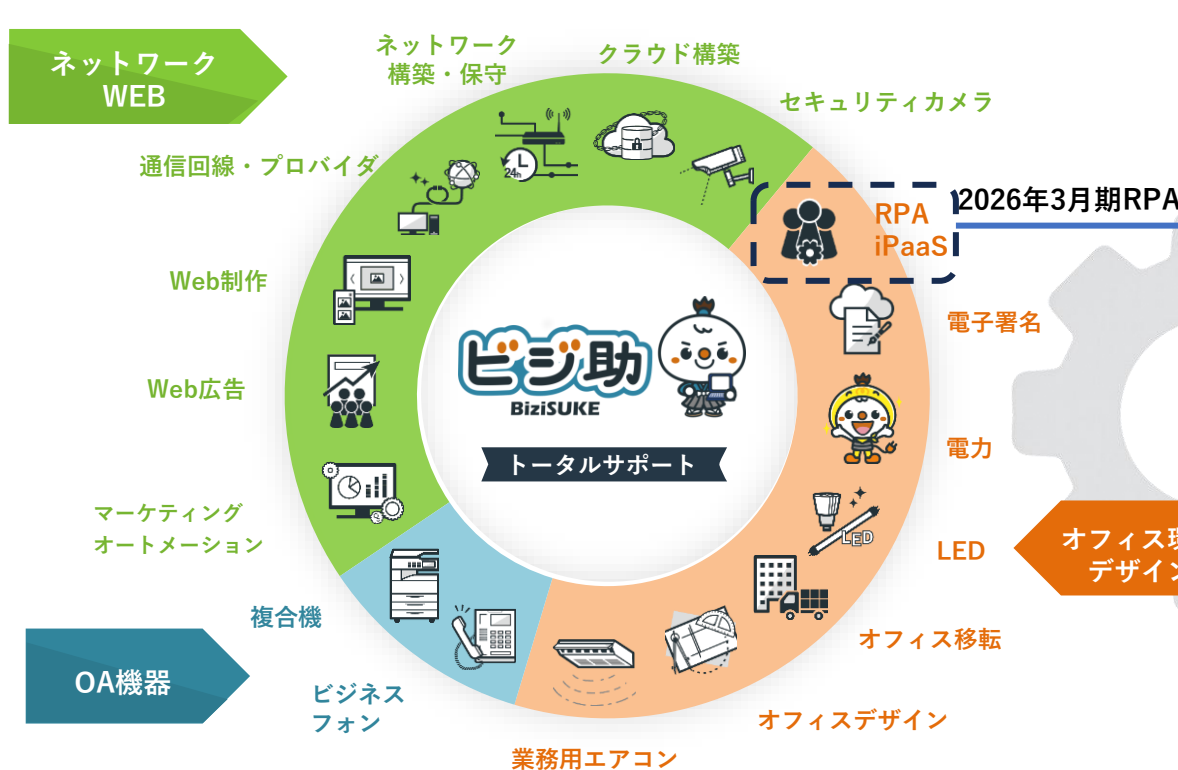 ネットワーク
WEB
ネットワーク
構築・保守
クラウド構築
セキュリティカメラ
通信回線・プロバイダ
24h
RPA
iPaaS
2026年3月期RPA
Web制作
電子署名
Web広告
ビジ助
BiziSUKE
トータルサポート
電力
マーケティング
オートメーション
LED
LED
オフィス環
デザイン
複合機
オフィス移転
OA機器
ビジネス
フォン
オフィスデザイン
業務用エアコン